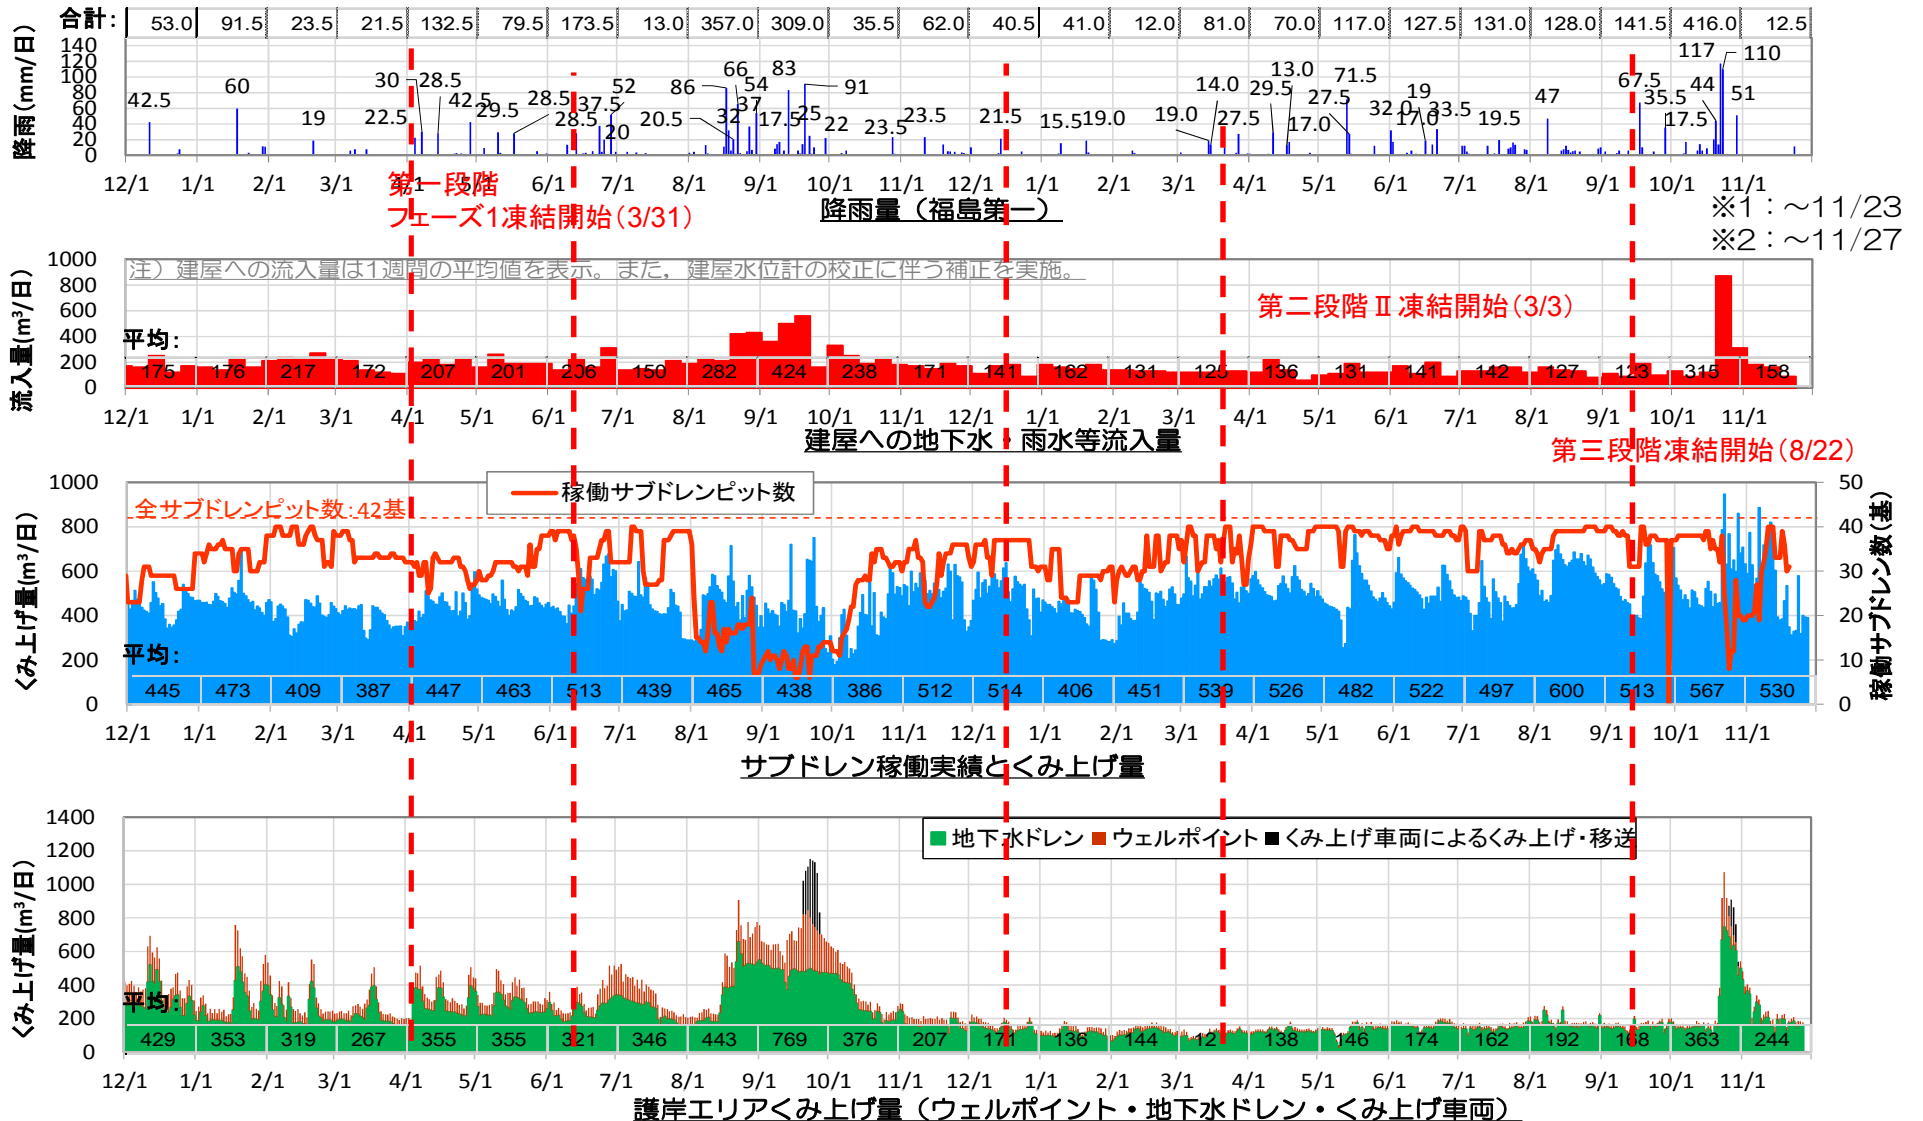 合計: 53.0 91.5 23.5 21.5 132.5 79.5 173.5 13.0 357.0 309.0 35.5 62.0 40.5 41.0 12.0 81.0 70.0 117.0 127.5 131.0 128.0 141.5 416.0 12.5
降雨(mm/日)
140
120
100
80
60
40
20
0
42.5 60 19 22.5 30 28.5 42.5 29.5 28.5 28.5 37.5 52 20 20.5 86 66 32 37 54 17.5 83 25 91 22 23.5 23.5 21.5 15.5 19.0 19.0 14.0 27.5 29.5 13.0 17.0 27.5 71.5 32.0 17.0 19 33.5 19.5 47 67.5 35.5 17.5 44 117 110 51
12/1 1/1 2/1 3/1 4/1 5/1 6/1 7/1 8/1 9/1 10/1 11/1 12/1 1/1 2/1 3/1 4/1 5/1 6/1 7/1 8/1 9/1 10/1 11/1
第一段階
フェーズ1凍結開始(3/31)
降雨量（福島第一）
※1：～11/23
※2：～11/27
流入量(m³/日)
1000
800
600
400
200
0
注）建屋への流入量は1週間の平均値を表示。また，建屋水位計の校正に伴う補正を実施。
第二段階Ⅱ凍結開始(3/3)
平均:
175 176 217 172 207 201 206 150 282 424 238 171 141 162 131 125 136 131 141 142 127 123 315 158
12/1 1/1 2/1 3/1 4/1 5/1 6/1 7/1 8/1 9/1 10/1 11/1 12/1 1/1 2/1 3/1 4/1 5/1 6/1 7/1 8/1 9/1 10/1 11/1
建屋への地下水・雨水等流入量
第三段階凍結開始(8/22)
くみ上げ量(m³/日)
1000
800
600
400
200
0
稼働サブドレンピット数
全サブドレンピット数:42基
50
40
30
20
10
0
稼働サブドレン数(基)
平均:
445 473 409 387 447 463 513 439 465 438 386 512 514 406 451 539 526 482 522 497 600 513 567 530
12/1 1/1 2/1 3/1 4/1 5/1 6/1 7/1 8/1 9/1 10/1 11/1 12/1 1/1 2/1 3/1 4/1 5/1 6/1 7/1 8/1 9/1 10/1 11/1
サブドレン稼働実績とくみ上げ量
くみ上げ量(m³/日)
1400
1200
1000
800
600
400
200
0
地下水ドレン ウェルポイント くみ上げ車両によるくみ上げ・移送
平均:
429 353 319 267 355 355 321 346 443 769 376 207 171 136 144 138 146 174 162 192 168 363 244
12/1 1/1 2/1 3/1 4/1 5/1 6/1 7/1 8/1 9/1 10/1 11/1 12/1 1/1 2/1 3/1 4/1 5/1 6/1 7/1 8/1 9/1 10/1 11/1
護岸エリアくみ上げ量（ウェルポイント・地下水ドレン・くみ上げ車両）